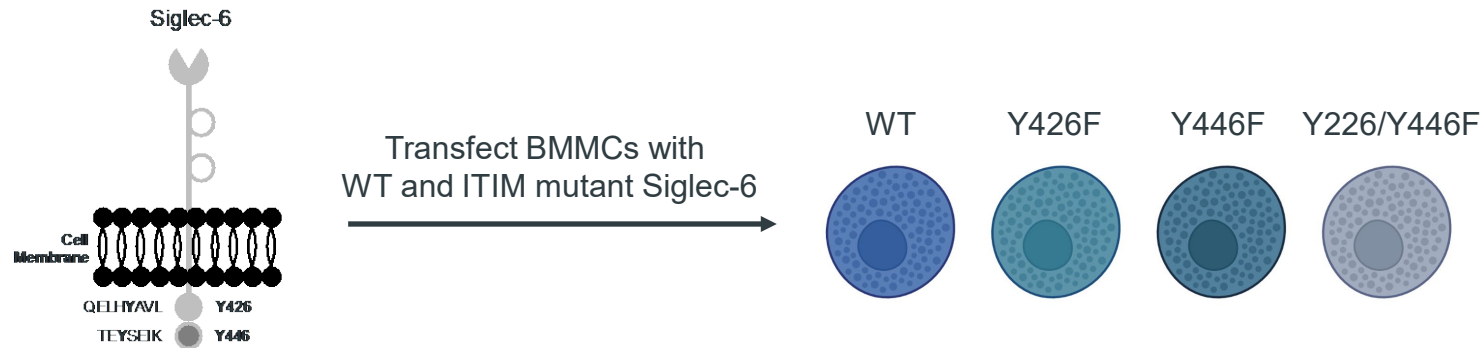 Siglec-6
Cell
Membrane
QELHYAVL Y426
TEYSEIK Y446
Transfect BMMCs with
WT and ITIM mutant Siglec-6
WT Y426F Y446F Y226/Y446F